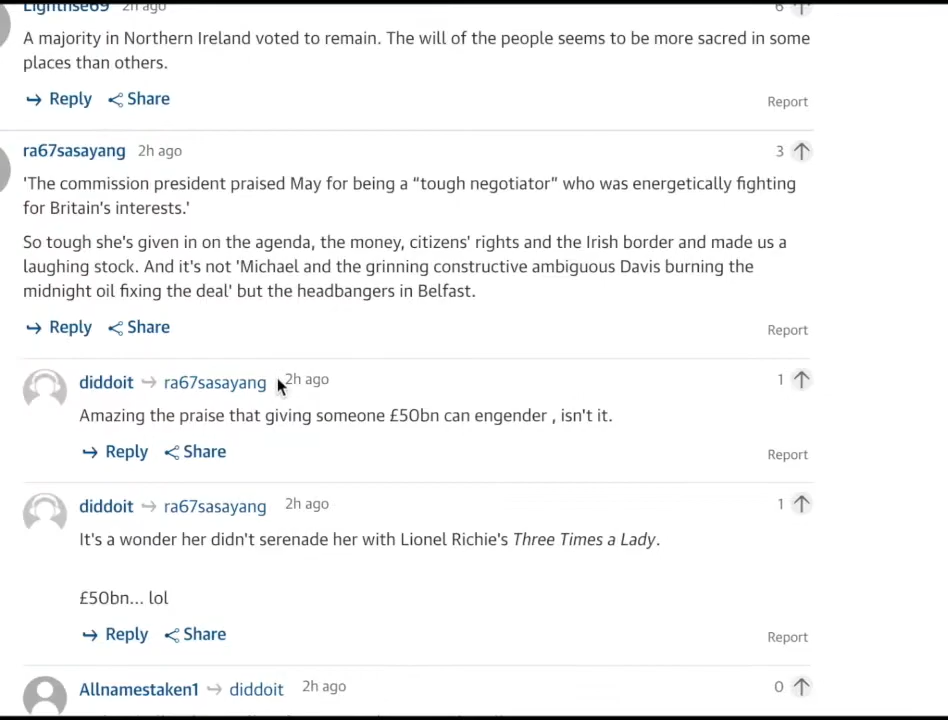 Lightlise69 2h ago 6
A majority in Northern Ireland voted to remain. The will of the people seems to be more sacred in some
places than others.
Reply Share Report
ra67sasayang 2h ago 3
'The commission president praised May for being a “tough negotiator” who was energetically fighting
for Britain's interests.'
So tough she's given in on the agenda, the money, citizens' rights and the Irish border and made us a
laughing stock. And it's not 'Michael and the grinning constructive ambiguous Davis burning the
midnight oil fixing the deal' but the headbangers in Belfast.
Reply Share Report
diddoit ra67sasayang 2h ago 1
Amazing the praise that giving someone £50bn can engender , isn't it.
Reply Share Report
diddoit ra67sasayang 2h ago 1
It's a wonder her didn't serenade her with Lionel Richie's Three Times a Lady.
£50bn... lol
Reply Share Report
Allnamestaken1 diddoit 2h ago 0